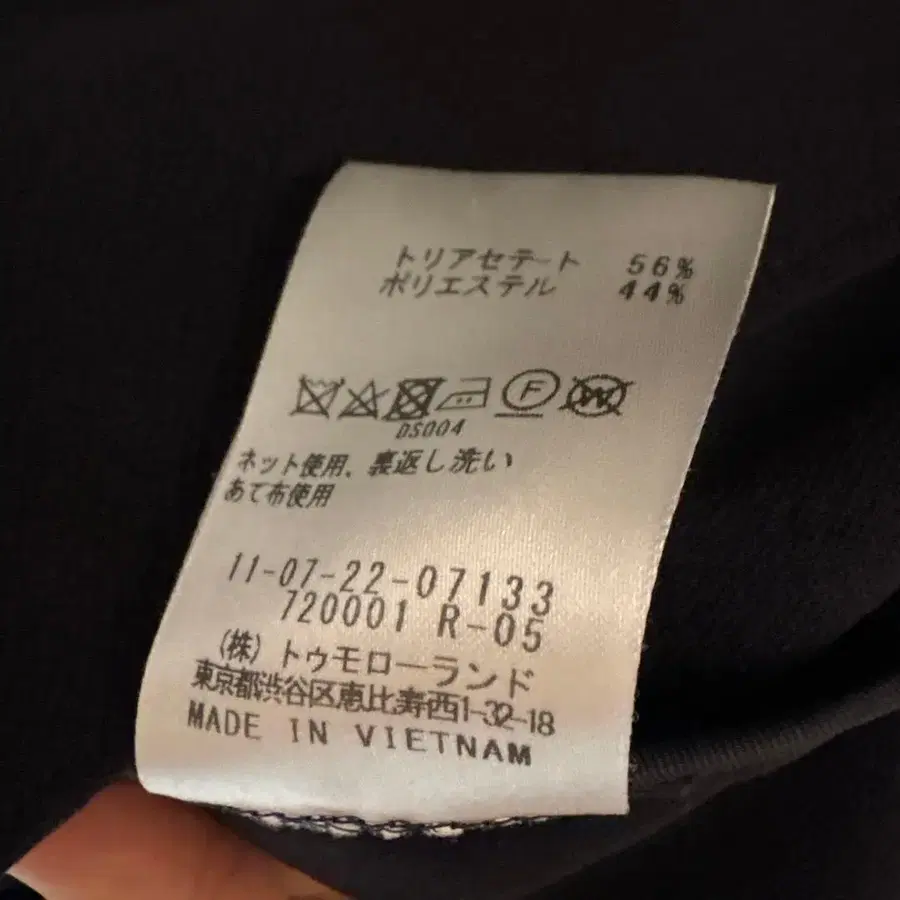 トリアセテート 56%
ポリエステル 44%
F W
DS004
ネット使用、裏返し洗い
あて布使用
11-07-22-07133
720001 R-05
(株)トゥモローランド
東京都渋谷区恵比寿西1-32-18
MADE IN VIETNAM